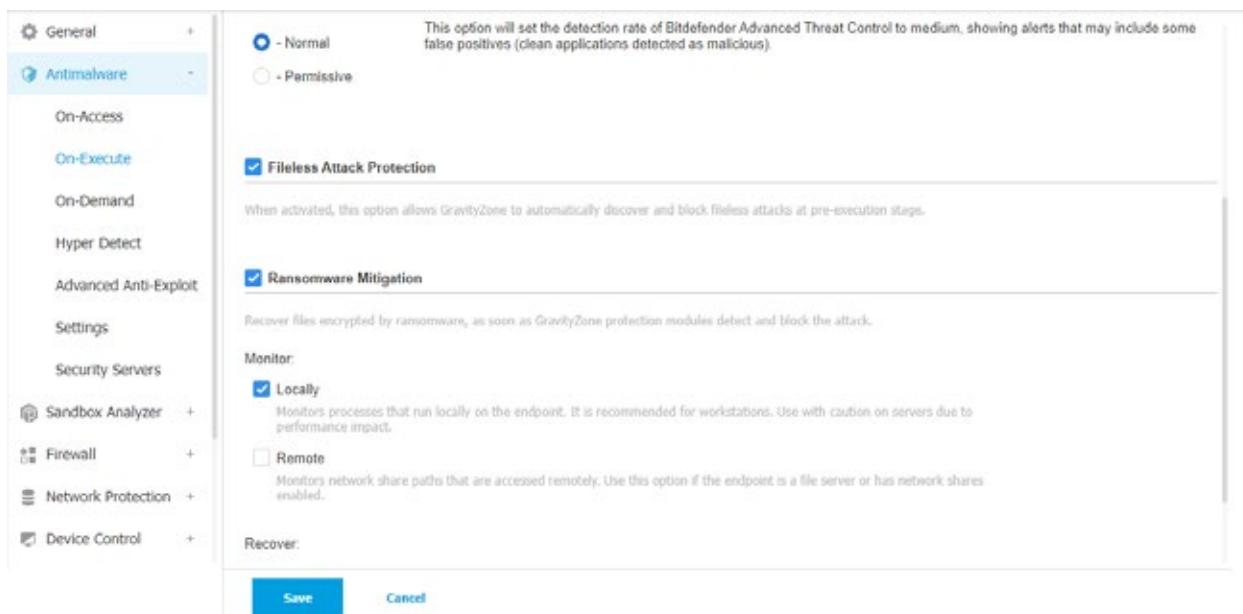 General +
Antimalware -
On-Access
On-Execute
On-Demand
Hyper Detect
Advanced Anti-Exploit
Settings
Security Servers
Sandbox Analyzer +
Firewall +
Network Protection +
Device Control +
- Normal
This option will set the detection rate of Bitdefender Advanced Threat Control to medium, showing alerts that may include some
false positives (clean applications detected as malicious).
- Permissive
Fileless Attack Protection
When activated, this option allows GravityZone to automatically discover and block fileless attacks at pre-execution stage.
Ransomware Mitigation
Recover files encrypted by ransomware, as soon as GravityZone protection modules detect and block the attack.
Monitor:
Locally
Monitors processes that run locally on the endpoint. It is recommended for workstations. Use with caution on servers due to
performance impact.
Remote
Monitors network share paths that are accessed remotely. Use this option if the endpoint is a file server or has network shares
enabled.
Recover:
Save
Cancel